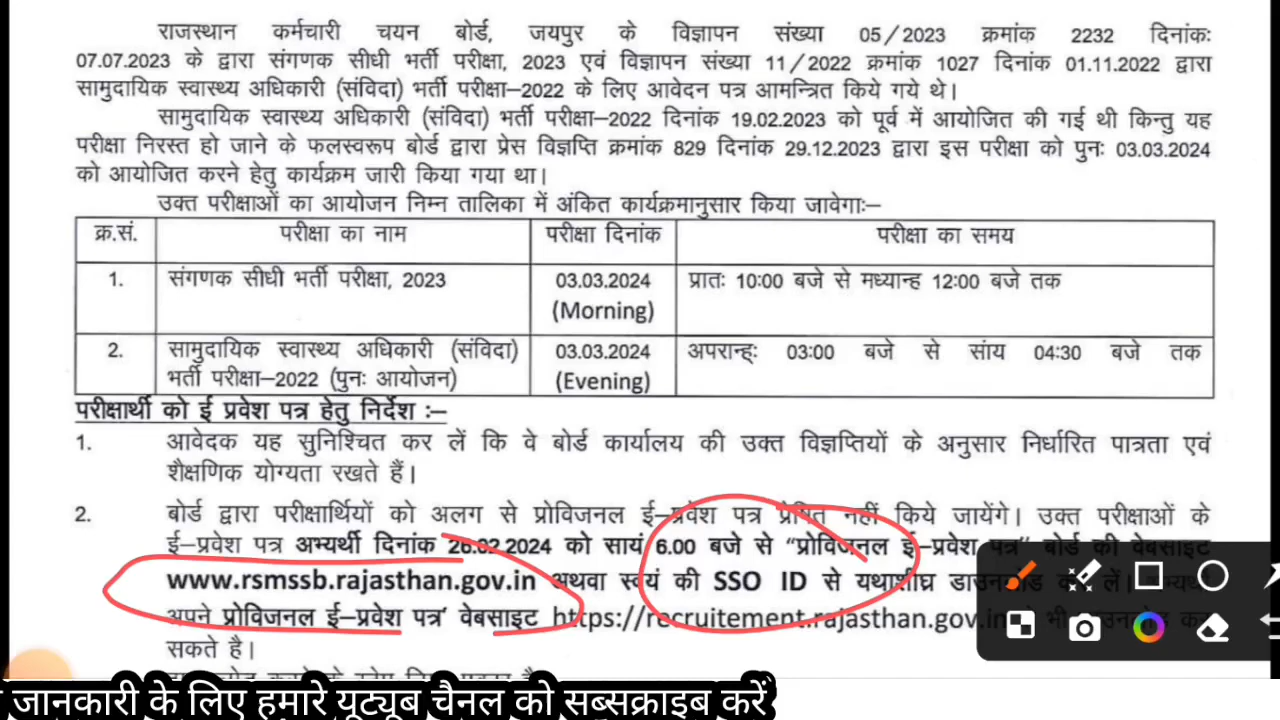 राजस्थान कर्मचारी चयन बोर्ड, जयपुर के विज्ञापन संख्या 05/2023 क्रमांक 2232 दिनांकः
07.07.2023 के द्वारा संगणक सीधी भर्ती परीक्षा, 2023 एवं विज्ञापन संख्या 11/2022 क्रमांक 1027 दिनांक 01.11.2022 द्वारा
सामुदायिक स्वास्थ्य अधिकारी (संविदा) भर्ती परीक्षा–2022 के लिए आवेदन पत्र आमन्त्रित किये गये थे।
सामुदायिक स्वास्थ्य अधिकारी (संविदा) भर्ती परीक्षा–2022 दिनांक 19.02.2023 को पूर्व में आयोजित की गई थी किन्तु यह
परीक्षा निरस्त हो जाने के फलस्वरूप बोर्ड द्वारा प्रेस विज्ञप्ति क्रमांक 829 दिनांक 29.12.2023 द्वारा इस परीक्षा को पुनः 03.03.2024
को आयोजित करने हेतु कार्यक्रम जारी किया गया था।
उक्त परीक्षाओं का आयोजन निम्न तालिका में अंकित कार्यक्रमानुसार किया जावेगाः–
क्र.सं. परीक्षा का नाम परीक्षा दिनांक परीक्षा का समय
1. संगणक सीधी भर्ती परीक्षा, 2023 03.03.2024 प्रातः 10:00 बजे से मध्यान्ह 12:00 बजे तक
(Morning)
2. सामुदायिक स्वास्थ्य अधिकारी (संविदा) 03.03.2024 अपरान्ह्ः 03:00 बजे से सांय 04:30 बजे तक
भर्ती परीक्षा–2022 (पुनः आयोजन) (Evening)
परीक्षार्थी को ई प्रवेश पत्र हेतु निर्देश :–
1. आवेदक यह सुनिश्चित कर लें कि वे बोर्ड कार्यालय की उक्त विज्ञप्तियों के अनुसार निर्धारित पात्रता एवं
शैक्षणिक योग्यता रखते हैं।
2. बोर्ड द्वारा परीक्षार्थियों को अलग से प्रोविजनल ई–प्रवेश पत्र प्रेषित नहीं किये जायेंगे। उक्त परीक्षाओं के
ई–प्रवेश पत्र अभ्यर्थी दिनांक 26.02.2024 को सायं 6.00 बजे से “प्रोविजनल ई–प्रवेश पत्र” बोर्ड की वेबसाइट
www.rsmssb.rajasthan.gov.in अथवा स्वयं की SSO ID से यथाशीघ्र
अपने प्रोविजनल ई–प्रवेश पत्र' वेबसाइट https://recruitement.rajasthan.gov.in
सकते है।
जानकारी के लिए हमारे यूट्यूब चैनल को सब्सक्राइब करें